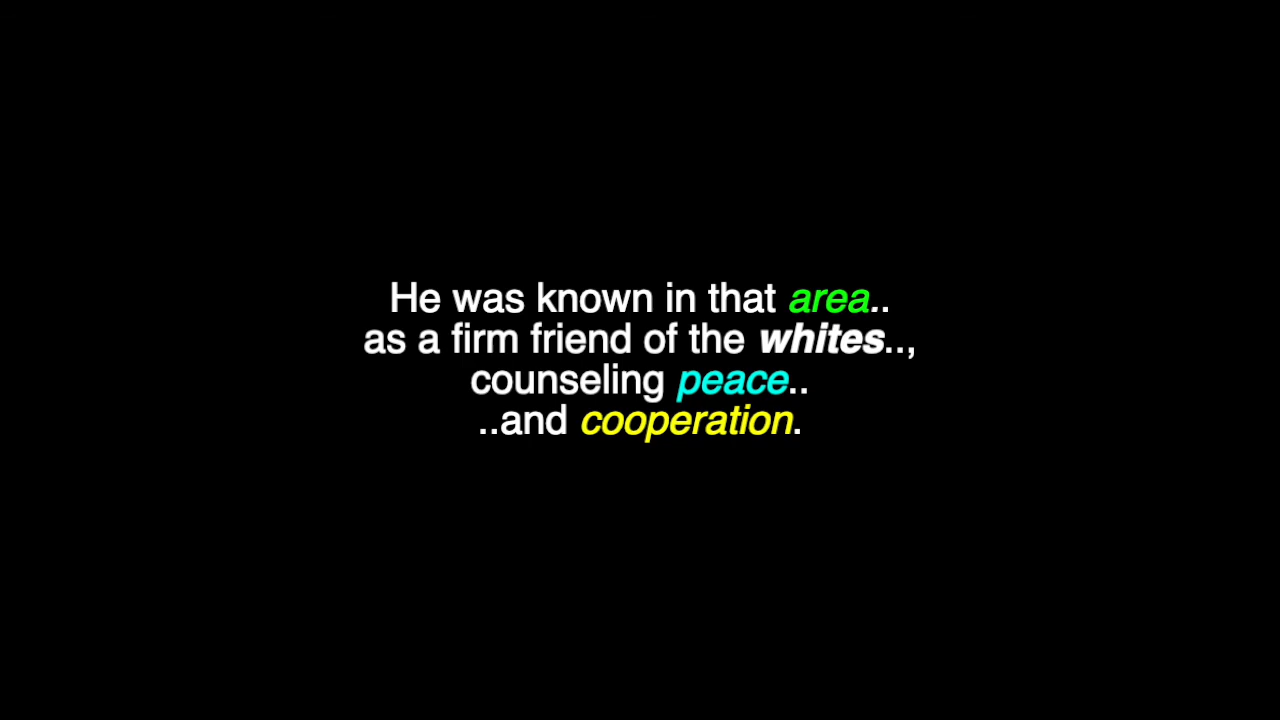 He was known in that area..
as a firm friend of the whites..,
counseling peace..
..and cooperation.